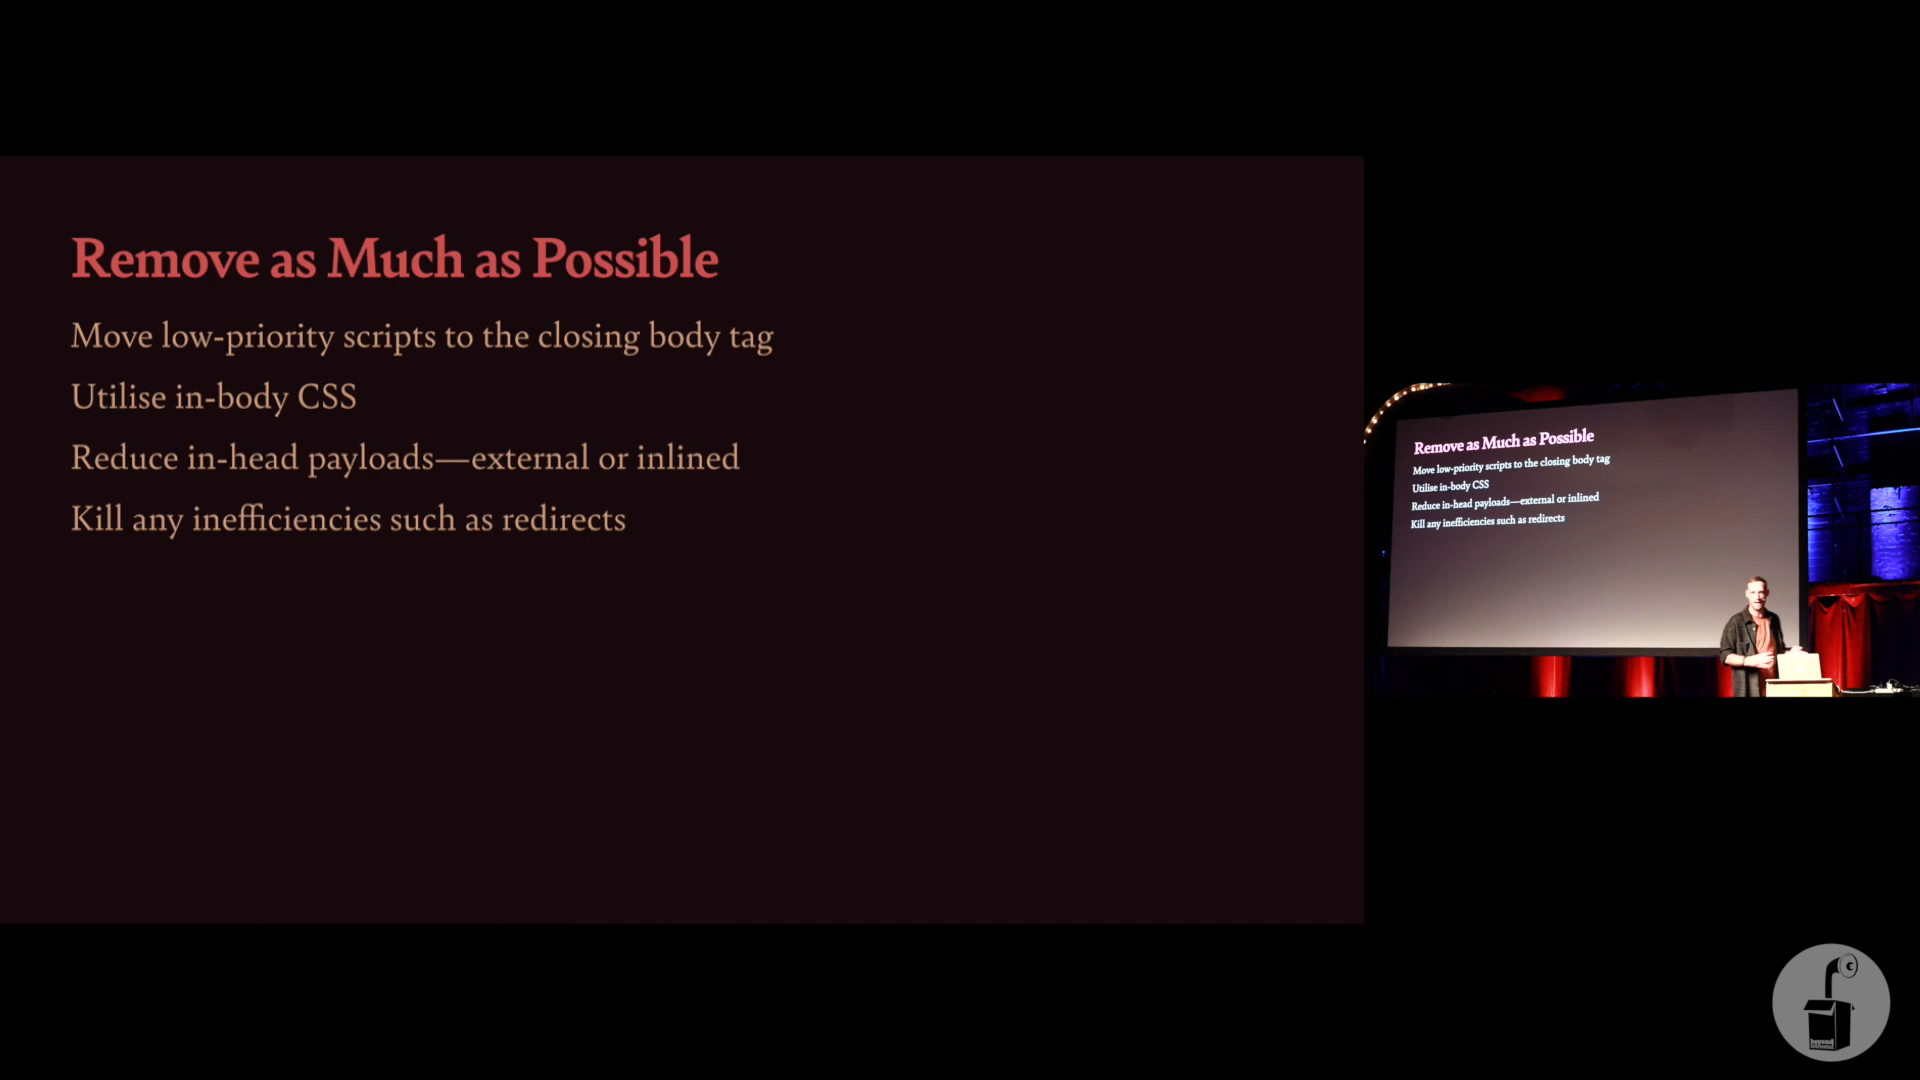 Remove as Much as Possible
Move low-priority scripts to the closing body tag
Utilise in-body CSS
Reduce in-head payloads—external or inlined
Kill any inefficiencies such as redirects
Remove as Much as Possible
Move low-priority scripts to the closing body tag
Utilise in-body CSS
Reduce in-head payloads—external or inlined
Kill any inefficiencies such as redirects
beyond